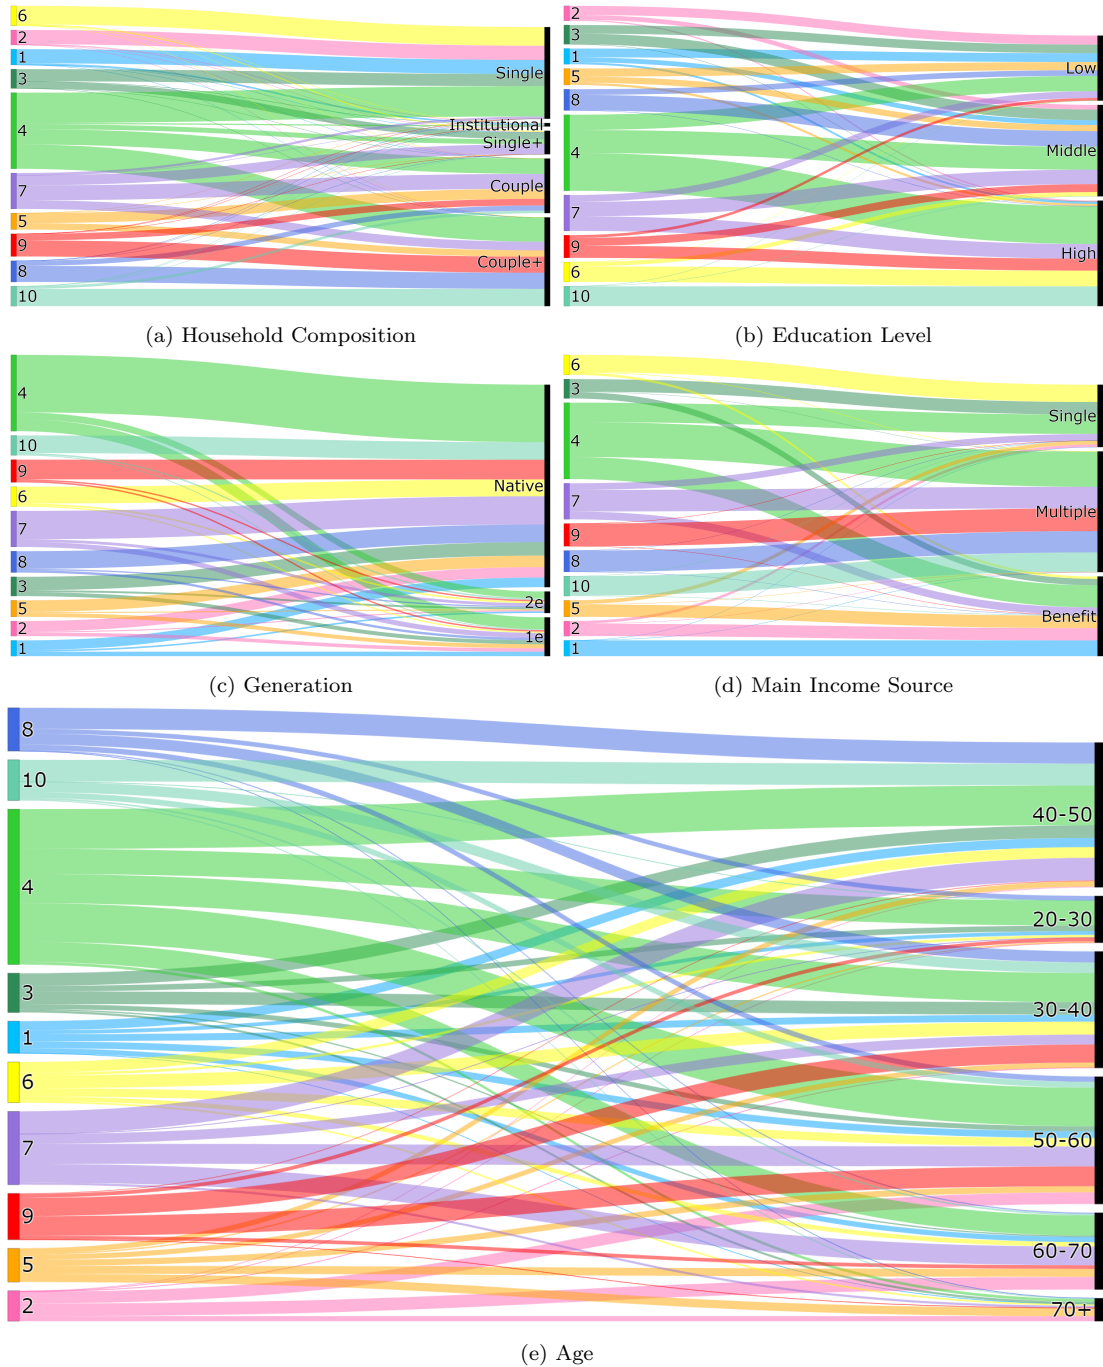 6
2
1
3
4
7
5
9
8
10
Single
Institutional
Single+
Couple
Couple+
(a) Household Composition
2
3
1
5
8
4
7
9
6
10
Low
Middle
High
(b) Education Level
4
10
9
6
7
8
3
5
2
1
Native
2e
1e
(c) Generation
6
3
4
7
9
8
10
5
2
1
Single
Multiple
Benefit
(d) Main Income Source
8
10
4
3
1
6
7
9
5
2
40-50
20-30
30-40
50-60
60-70
70+
(e) Age